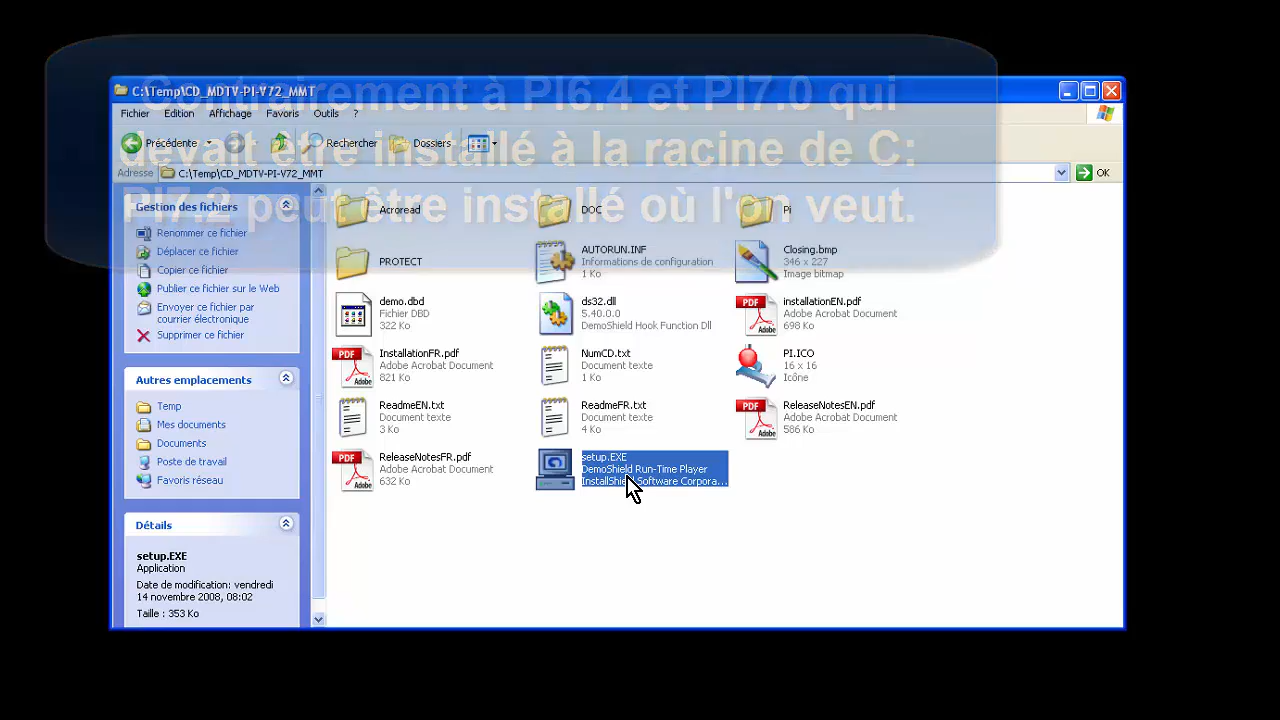 C:\Temp\CD_MDTV-PI-V72_MMT
Contrairement à PI6.4 et PI7.0 qui
devait être installé à la racine de C:
PI7.2 peut être installé où l'on veut.
Fichier Edition Affichage Favoris Outils ?
Précédente Rechercher Dossiers
Adresse C:\Temp\CD_MDTV-PI-V72_MMT OK
Gestion des fichiers
Renommer ce fichier
Déplacer ce fichier
Copier ce fichier
Publier ce fichier sur le Web
Envoyer ce fichier par
courrier électronique
Supprimer ce fichier
Autres emplacements
Temp
Mes documents
Documents
Poste de travail
Favoris réseau
Détails
setup.EXE
Application
Date de modification: vendredi
14 novembre 2008, 08:02
Taille : 353 Ko
Acroread
DOC
Pi
PROTECT
AUTORUN.INF
Informations de configuration
1 Ko
Closing.bmp
346 x 227
Image bitmap
demo.dbd
Fichier DBD
322 Ko
ds32.dll
5.40.0.0
DemoShield Hook Function Dll
PDF
Adobe
installationEN.pdf
Adobe Acrobat Document
698 Ko
PDF
Adobe
InstallationFR.pdf
Adobe Acrobat Document
821 Ko
NumCD.txt
Document texte
1 Ko
PI.ICO
16 x 16
Icône
ReadmeEN.txt
Document texte
3 Ko
ReadmeFR.txt
Document texte
4 Ko
PDF
Adobe
ReleaseNotesEN.pdf
Adobe Acrobat Document
586 Ko
PDF
Adobe
ReleaseNotesFR.pdf
Adobe Acrobat Document
632 Ko
setup.EXE
DemoShield Run-Time Player
InstallShield Software Corpora...